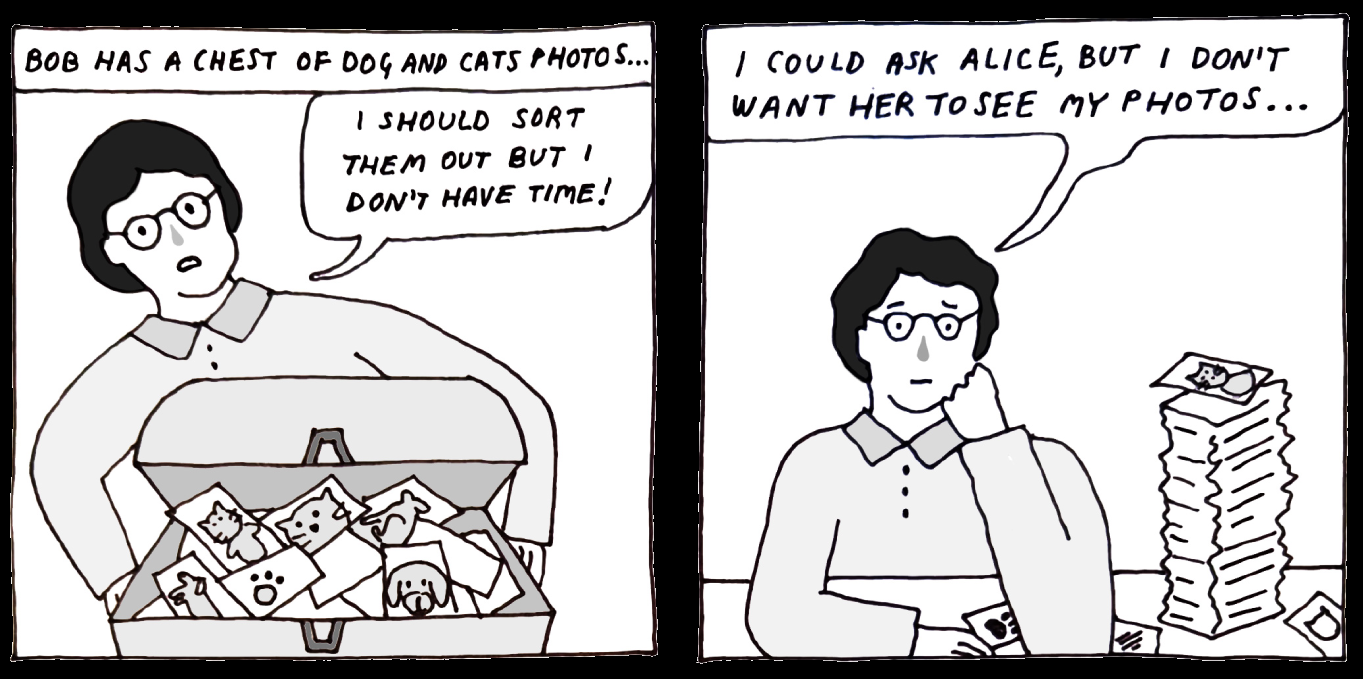 BOB HAS A CHEST OF DOG AND CATS PHOTOS...
I SHOULD SORT
THEM OUT BUT I
DON'T HAVE TIME!
I COULD ASK ALICE, BUT I DON'T
WANT HER TO SEE MY PHOTOS...